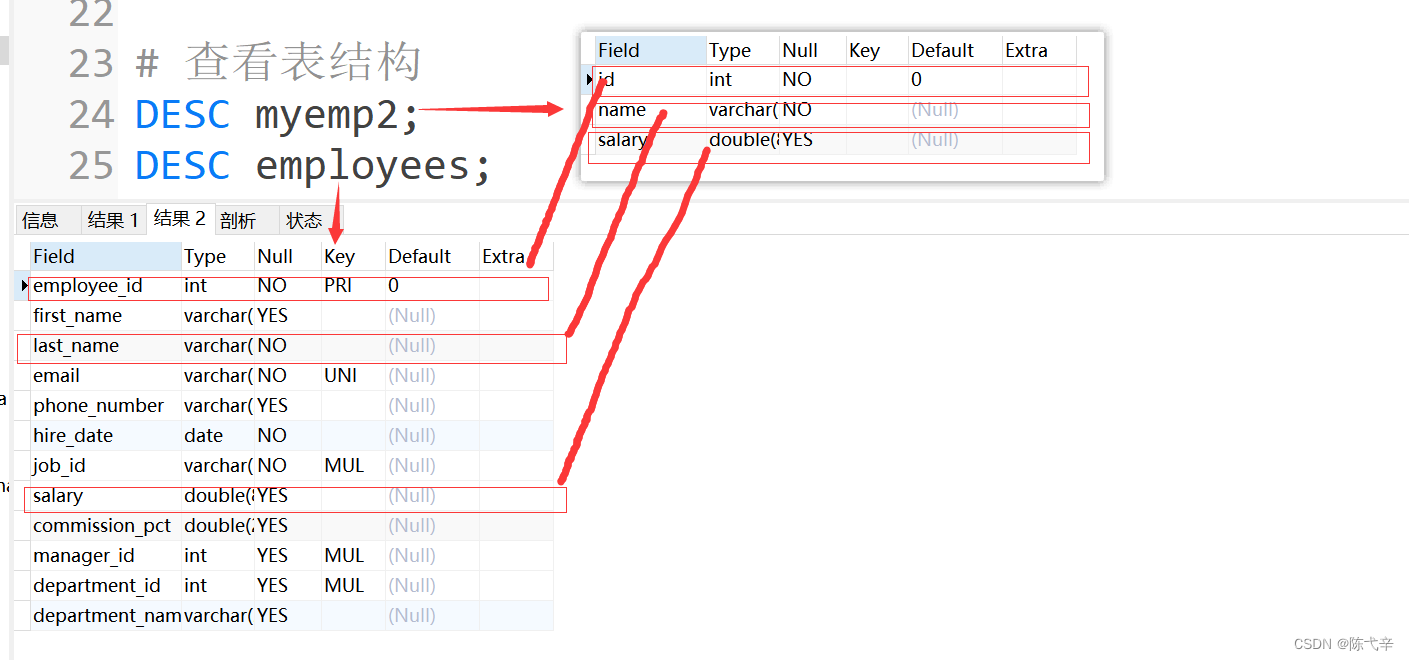 22
23 # 查看表结构
24 DESC myemp2;
25 DESC employees;
Field Type Null Key Default Extra
id int NO 0
name varchar( NO (Null)
salary double(8 YES (Null)
信息 结果 1 结果 2 剖析 状态
Field Type Null Key Default Extra
employee_id int NO PRI 0
first_name varchar( YES (Null)
last_name varchar( NO (Null)
email varchar( NO UNI (Null)
phone_number varchar( YES (Null)
hire_date date NO (Null)
job_id varchar( NO MUL (Null)
salary double(8 YES (Null)
commission_pct double(2 YES (Null)
manager_id int YES MUL (Null)
department_id int YES MUL (Null)
department_nam varchar( YES (Null)
CSDN @陈弋辛